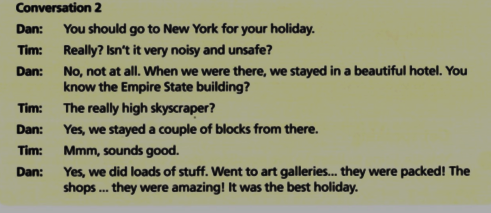 Conversation 2
Dan: You should go to New York for your holiday.
Tim: Really? Isn't it very noisy and unsafe?
Dan: No, not at all. When we were there, we stayed in a beautiful hotel. You
know the Empire State building?
Tim: The really high skyscraper?
Dan: Yes, we stayed a couple of blocks from there.
Tim: Mmm, sounds good.
Dan: Yes, we did loads of stuff. Went to art galleries... they were packed! The
shops ... they were amazing! It was the best holiday.